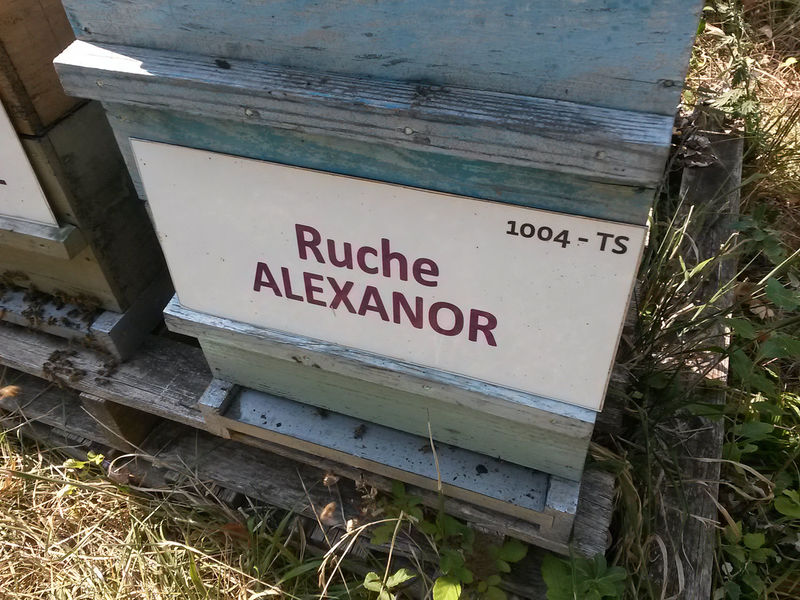 1004 - TS
Ruche
ALEXANOR